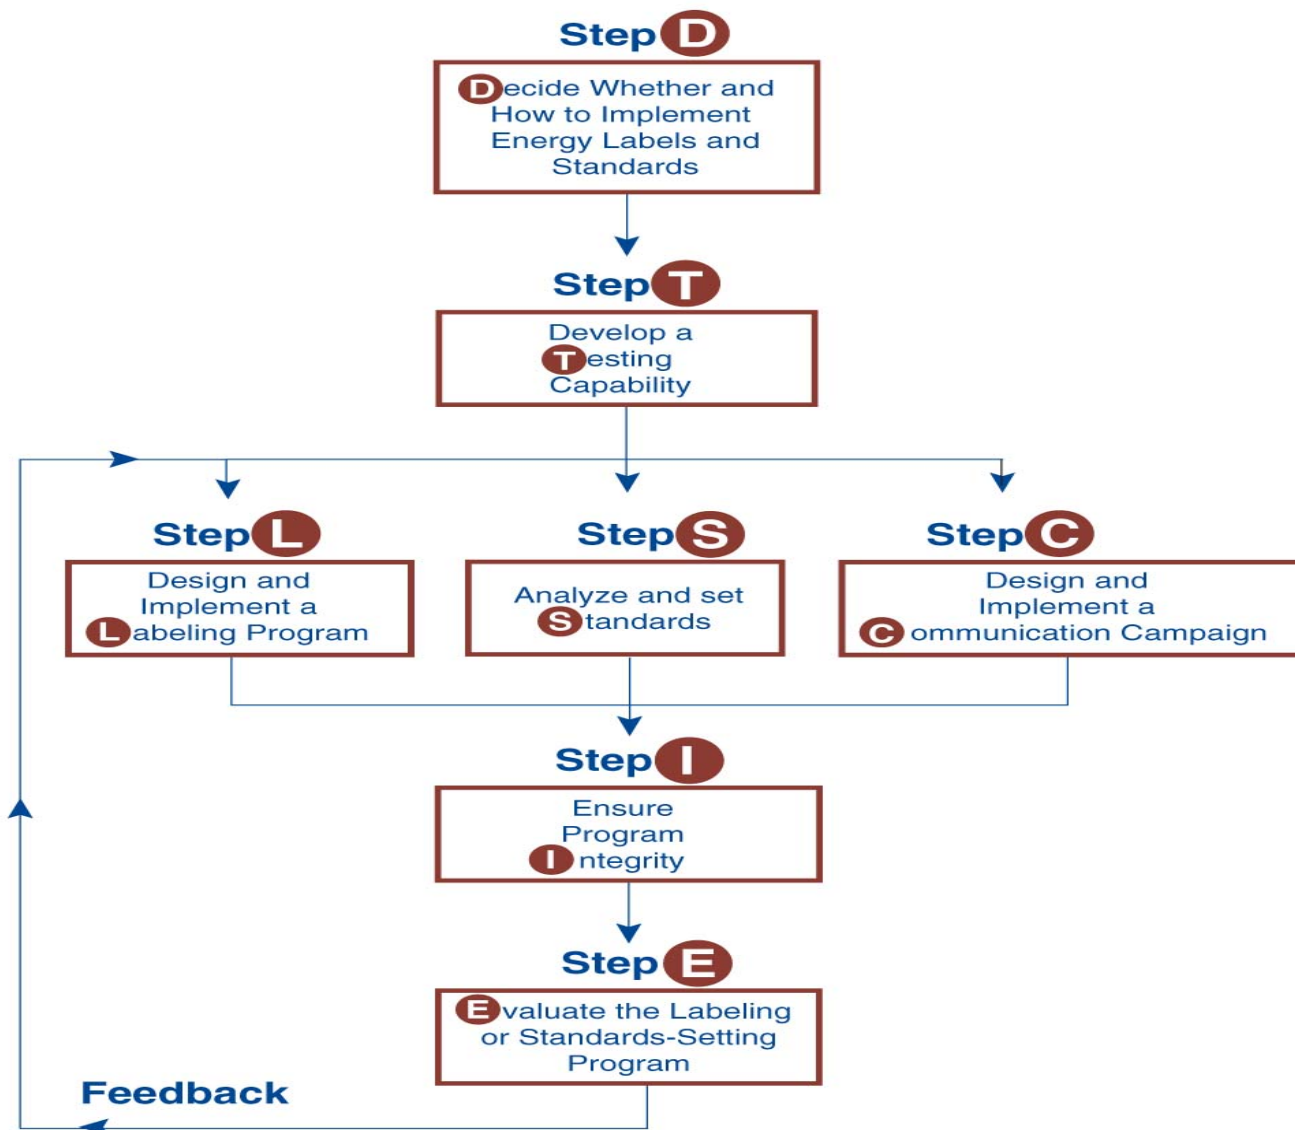 Step D
Decide Whether and
How to Implement
Energy Labels and
Standards
Step T
Develop a
Testing
Capability
Step L
Design and
Implement a
Labeling Program
Step S
Analyze and set
Standards
Step C
Design and
Implement a
Communication Campaign
Step I
Ensure
Program
Integrity
Step E
Evaluate the Labeling
or Standards-Setting
Program
Feedback